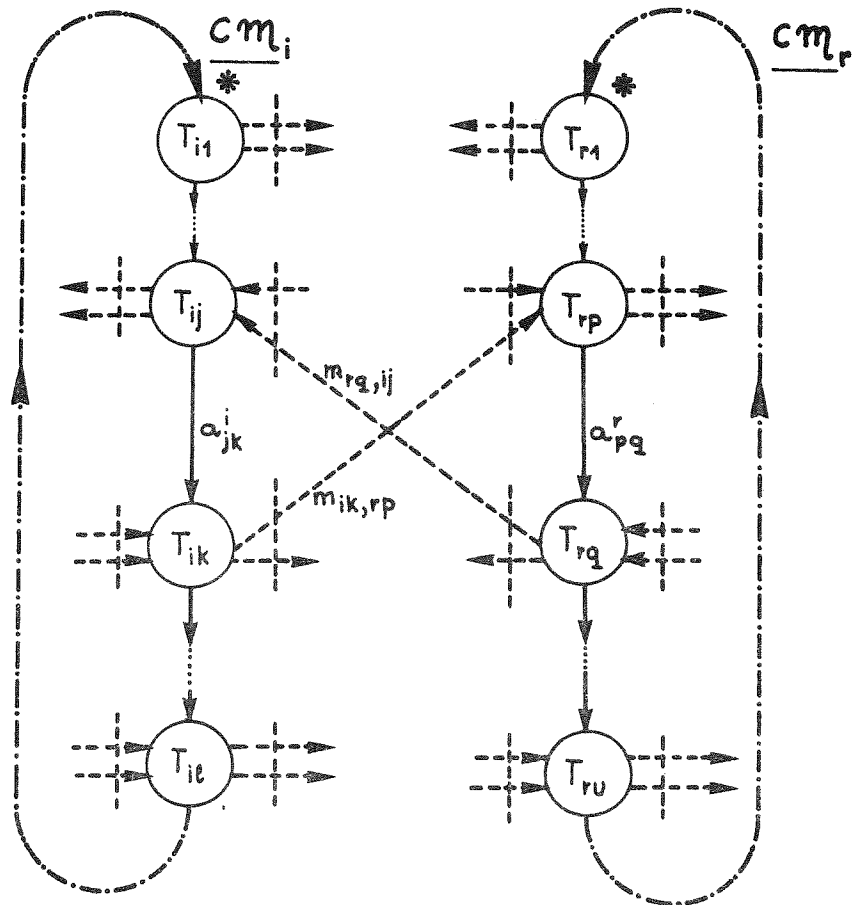 cm_i
cm_r
*
*
T_i1
T_r1
T_ij
T_rp
m_rq,ij
a^i_jk
a^r_pq
m_ik,rp
T_ik
T_rq
T_il
T_ru